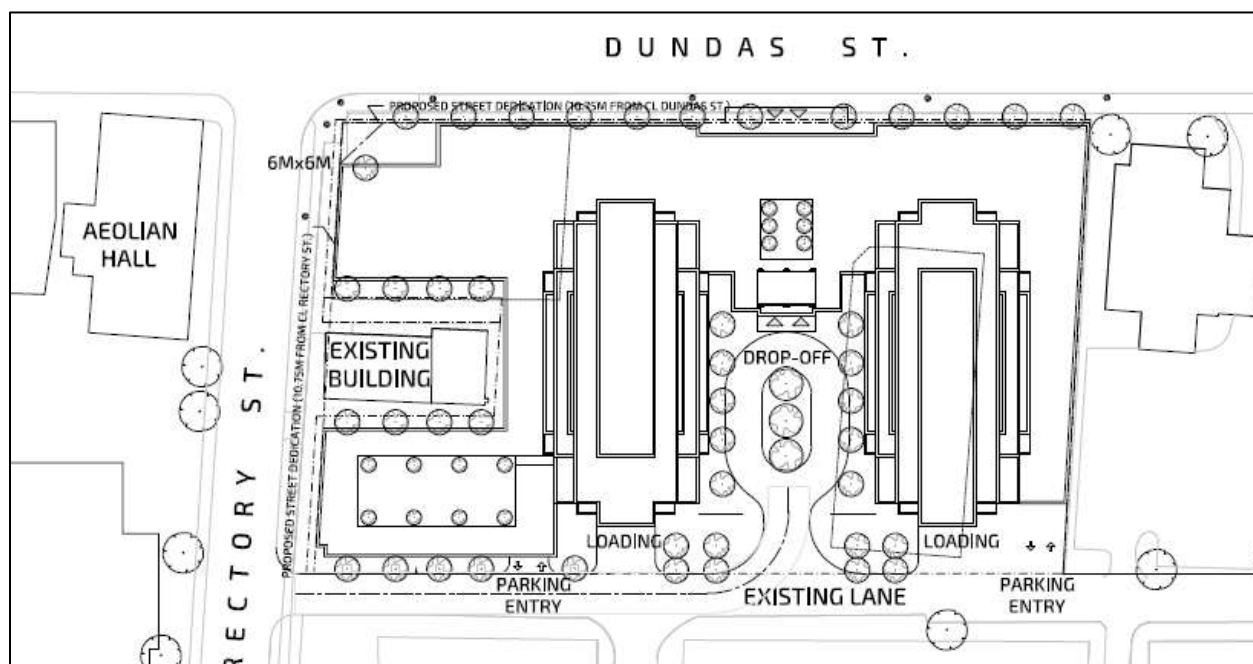 DUNDAS ST.
PROPOSED STREET DEDICATION (10.75M FROM CL DUNDAS ST.)
6Mx6M
AEOLIAN
HALL
PROPOSED STREET DEDICATION (10.75M FROM CL RECTORY ST.)
EXISTING
BUILDING
DROP-OFF
RECTORY ST.
LOADING
LOADING
PARKING
ENTRY
EXISTING LANE
PARKING
ENTRY